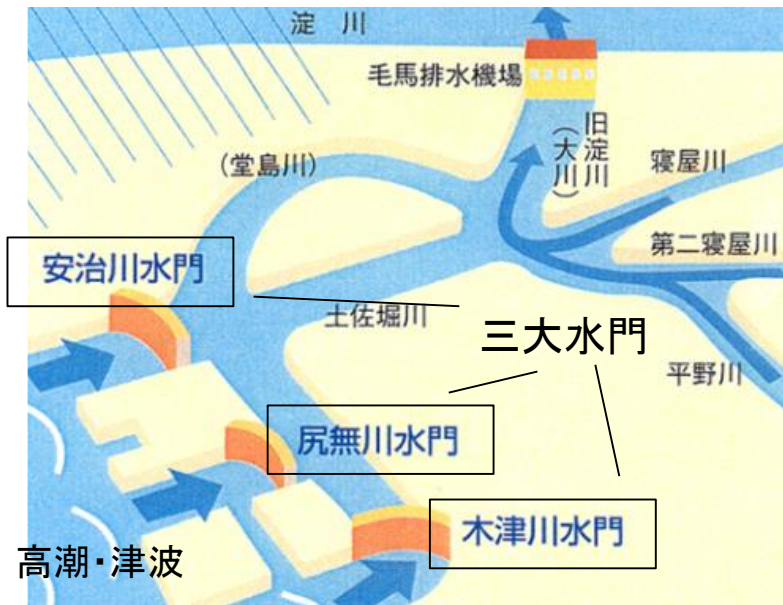 淀川
毛馬排水機場
旧淀川
（大川）
（堂島川）
寝屋川
第二寝屋川
安治川水門
土佐堀川
三大水門
平野川
尻無川水門
木津川水門
高潮・津波